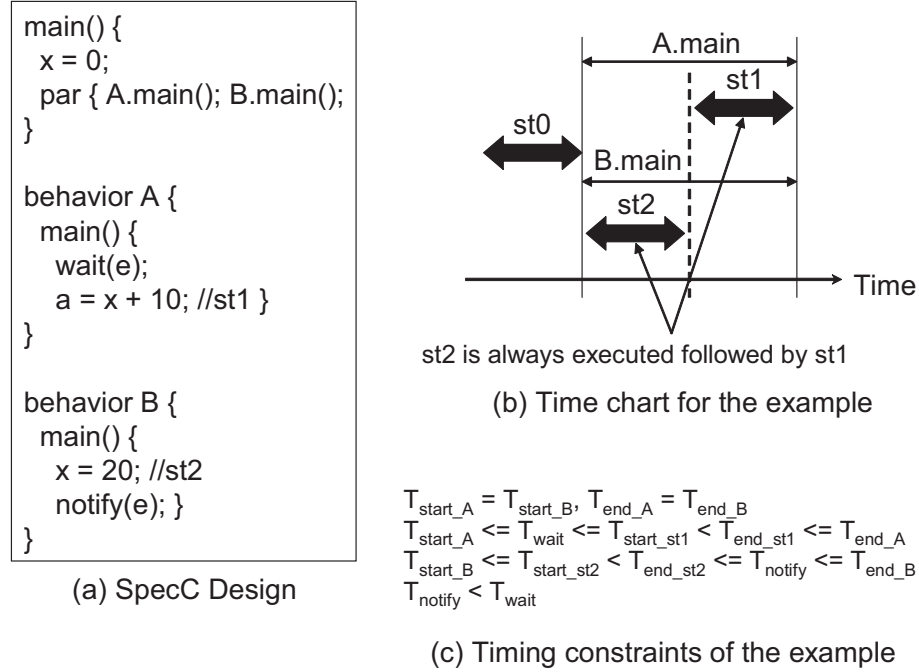 main() {
x = 0;
par { A.main(); B.main();
}
behavior A {
main() {
wait(e);
a = x + 10; //st1 }
}
behavior B {
main() {
x = 20; //st2
notify(e); }
}
(a) SpecC Design
A.main
st1
st0
B.main
st2
Time
st2 is always executed followed by st1
(b) Time chart for the example
T_start_A = T_start_B, T_end_A = T_end_B
T_start_A <= T_wait <= T_start_st1 < T_end_st1 <= T_end_A
T_start_B <= T_start_st2 < T_end_st2 <= T_notify <= T_end_B
T_notify < T_wait
(c) Timing constraints of the example